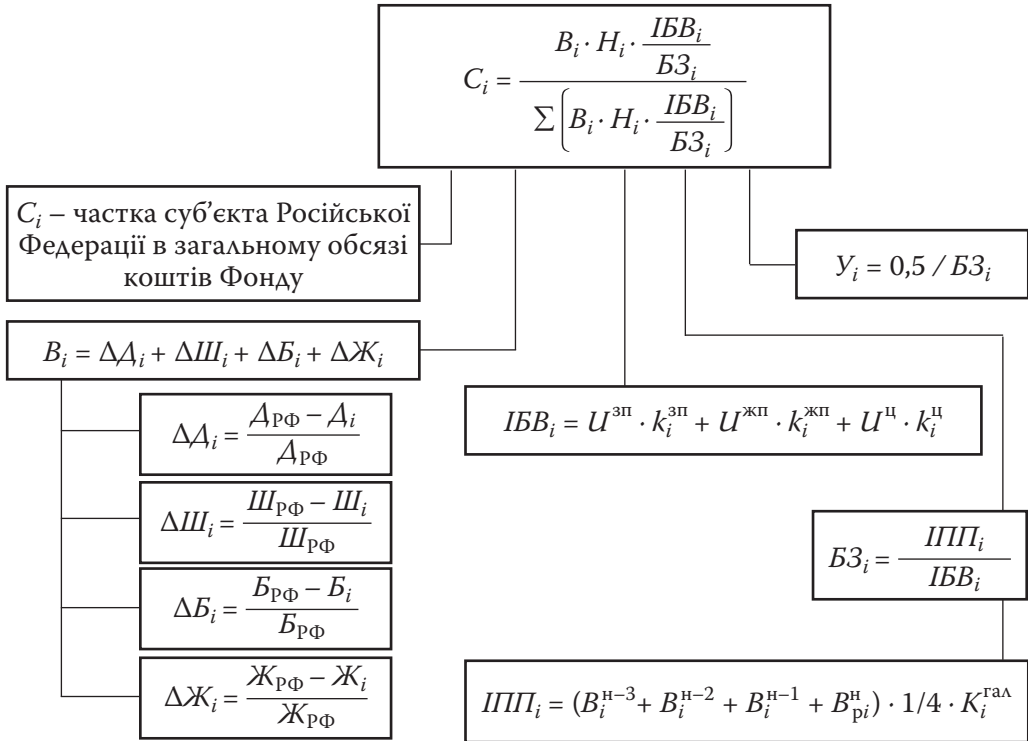 C_i = (B_i · H_i · IБB_i / БЗ_i) / (∑ (B_i · H_i · IБB_i / БЗ_i))
C_i – частка суб’єкта Російської
Федерації в загальному обсязі
коштів Фонду
У_i = 0,5 / БЗ_i
B_i = ΔД_i + ΔШ_i + ΔБ_i + ΔЖ_i
IБB_i = U^зп · k_i^зп + U^жп · k_i^жп + U^ц · k_i^ц
ΔД_i = (Д_РФ – Д_i) / Д_РФ
ΔШ_i = (Ш_РФ – Ш_i) / Ш_РФ
БЗ_i = IПП_i / IБB_i
ΔБ_i = (Б_РФ – Б_i) / Б_РФ
ΔЖ_i = (Ж_РФ – Ж_i) / Ж_РФ
IПП_i = (B_i^н–3 + B_i^н–2 + B_i^н–1 + B_рi^н) · 1/4 · K_i^гал